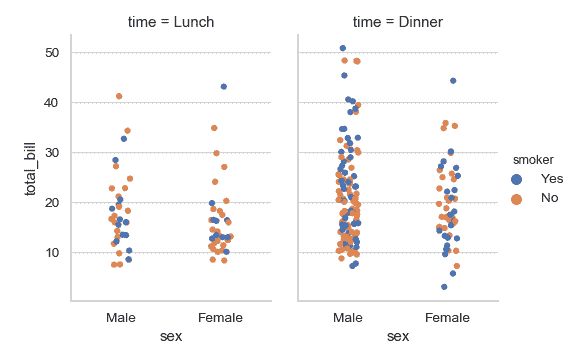 time = Lunch
time = Dinner
total_bill
50
40
30
20
10
Male
Female
Male
Female
sex
sex
smoker
Yes
No